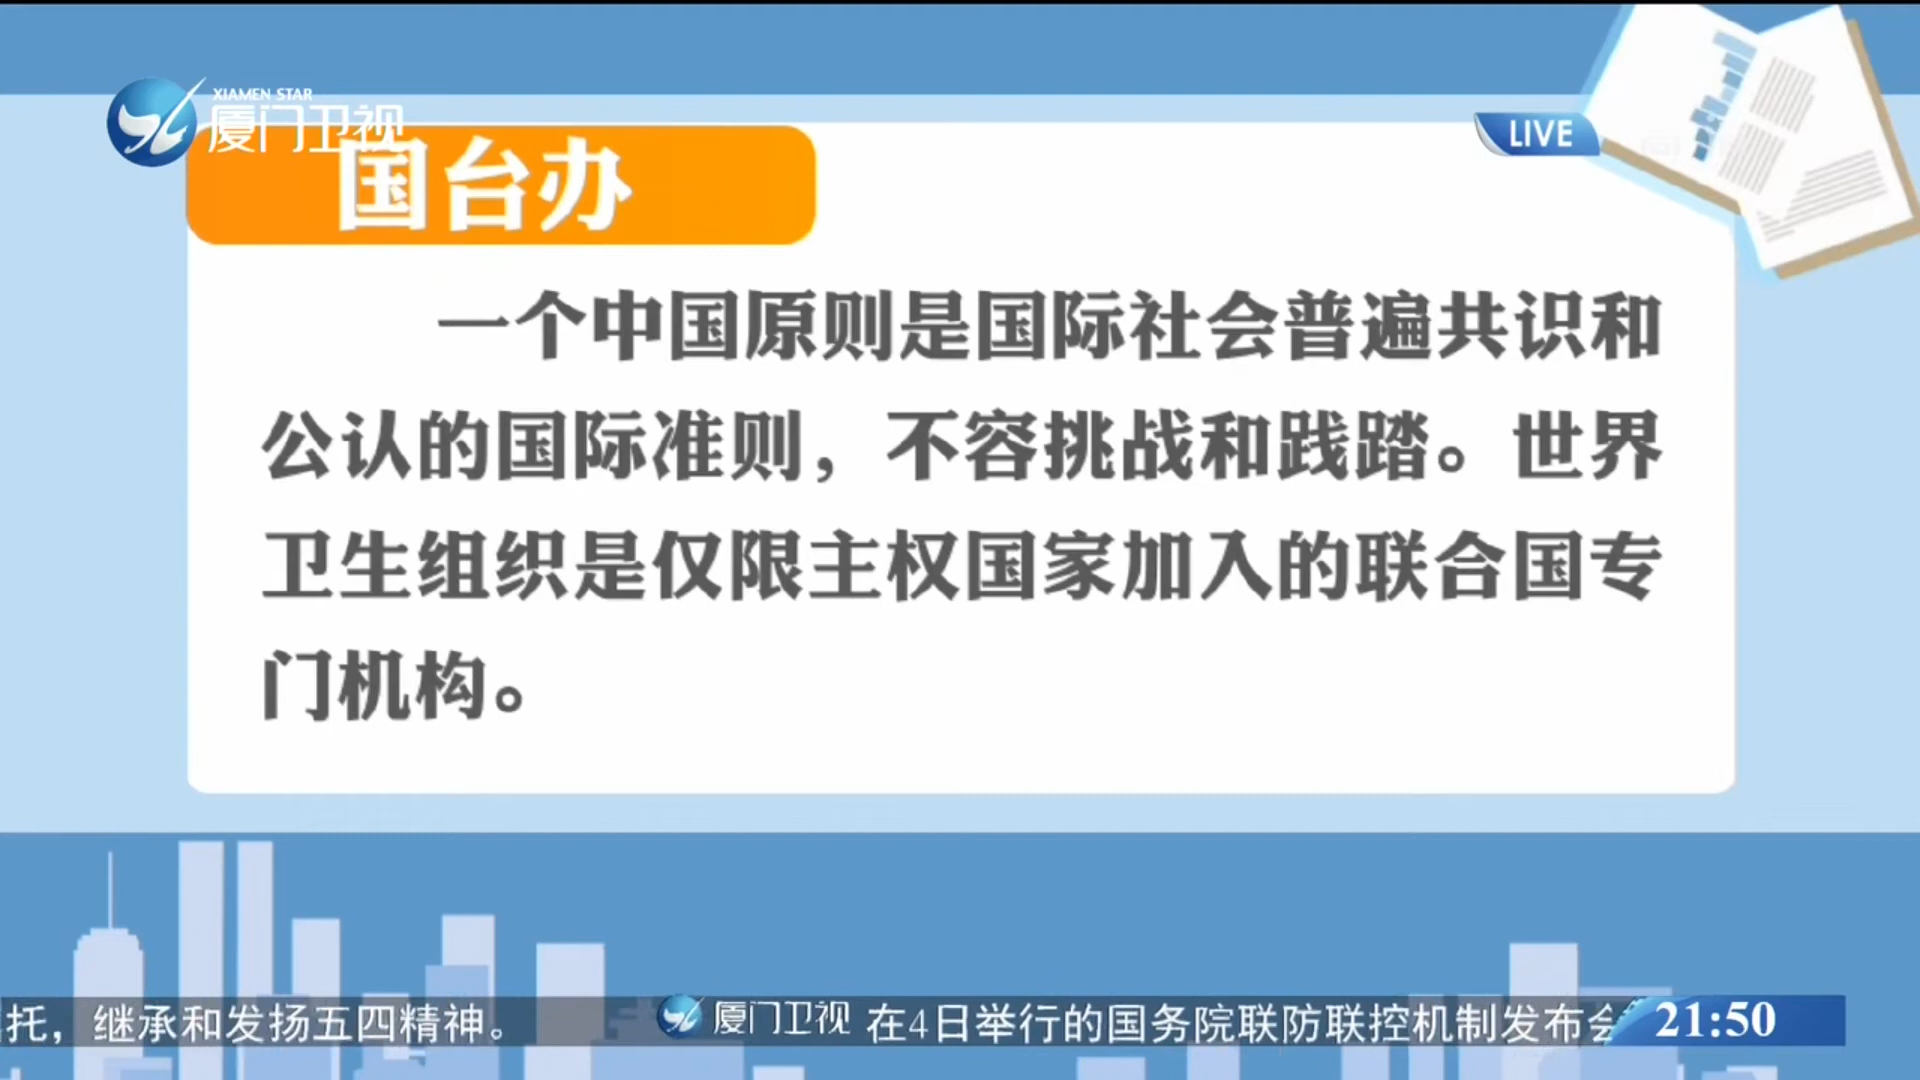 XIAMEN STAR
厦门卫视
LIVE
国台办
一个中国原则是国际社会普遍共识和
公认的国际准则，不容挑战和践踏。世界
卫生组织是仅限主权国家加入的联合国专
门机构。
托，继承和发扬五四精神。
厦门卫视 在4日举行的国务院联防联控机制发布会
21:50